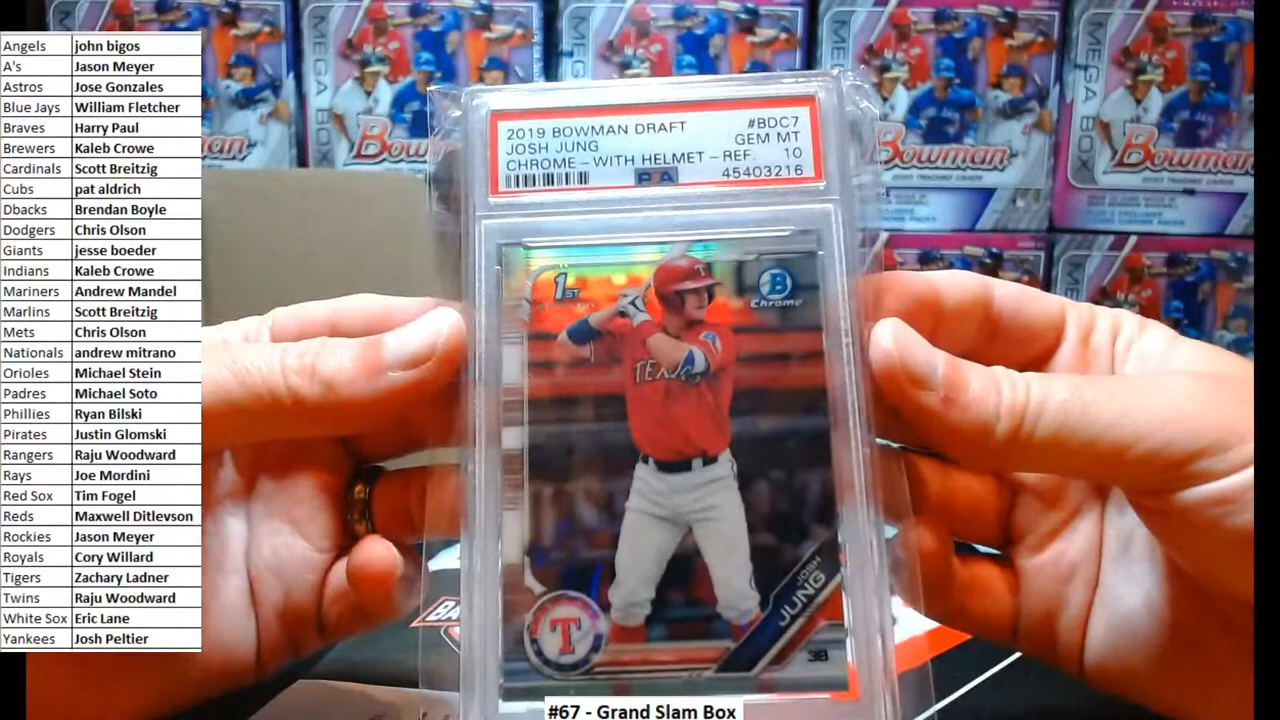 Angels john bigos
A's Jason Meyer
Astros Jose Gonzales
Blue Jays William Fletcher
Braves Harry Paul
Brewers Kaleb Crowe
Cardinals Scott Breitzig
Cubs pat aldrich
Dbacks Brendan Boyle
Dodgers Chris Olson
Giants jesse boeder
Indians Kaleb Crowe
Mariners Andrew Mandel
Marlins Scott Breitzig
Mets Chris Olson
Nationals andrew mitrano
Orioles Michael Stein
Padres Michael Soto
Phillies Ryan Bilski
Pirates Justin Glomski
Rangers Raju Woodward
Rays Joe Mordini
Red Sox Tim Fogel
Reds Maxwell Ditlevson
Rockies Jason Meyer
Royals Cory Willard
Tigers Zachary Ladner
Twins Raju Woodward
White Sox Eric Lane
Yankees Josh Peltier
MEGA BOX
Bowman
MEGA BOX
Bowman
MEGA BOX
Bowman
2019 BOWMAN DRAFT #BDC7
JOSH JUNG GEM MT
CHROME – WITH HELMET – REF. 10
PSA 45403216
1ST
B
Chrome
T
TEXAS
JOSH
JUNG
T
3B
#67 - Grand Slam Box